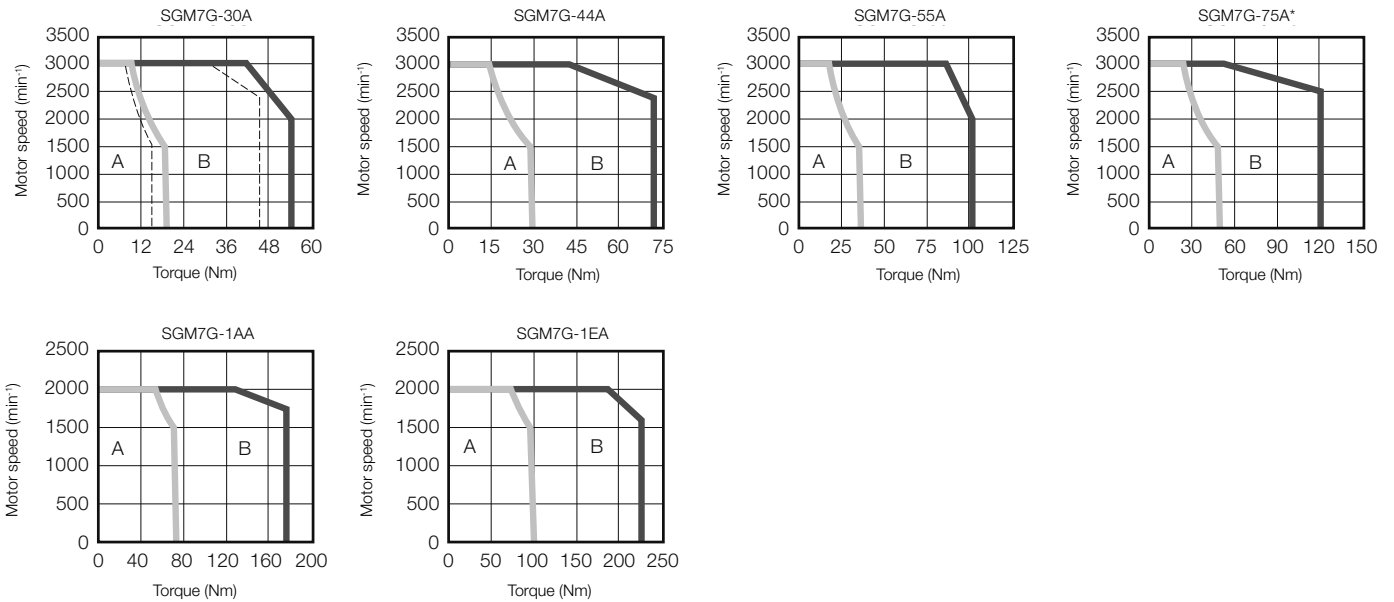 SGM7G-30A
3500
3000
2500
2000
1500
1000
500
0
Motor speed (min-1)
A
B
0 12 24 36 48 60
Torque (Nm)
SGM7G-44A
3500
3000
2500
2000
1500
1000
500
0
Motor speed (min-1)
A
B
0 15 30 45 60 75
Torque (Nm)
SGM7G-55A
3500
3000
2500
2000
1500
1000
500
0
Motor speed (min-1)
A
B
0 25 50 75 100 125
Torque (Nm)
SGM7G-75A*
3500
3000
2500
2000
1500
1000
500
0
Motor speed (min-1)
A
B
0 30 60 90 120 150
Torque (Nm)
SGM7G-1AA
2500
2000
1500
1000
500
0
Motor speed (min-1)
A
B
0 40 80 120 160 200
Torque (Nm)
SGM7G-1EA
2500
2000
1500
1000
500
0
Motor speed (min-1)
A
B
0 50 100 150 200 250
Torque (Nm)